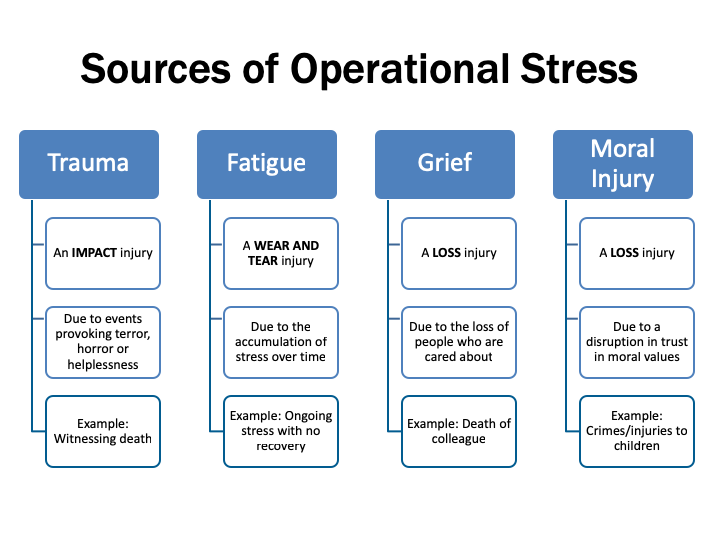 Sources of Operational Stress
Trauma
An IMPACT injury
Due to events
provoking terror,
horror or
helplessness
Example:
Witnessing death
Fatigue
A WEAR AND
TEAR injury
Due to the
accumulation of
stress over time
Example: Ongoing
stress with no
recovery
Grief
A LOSS injury
Due to the loss of
people who are
cared about
Example: Death of
colleague
Moral
Injury
A LOSS injury
Due to a
disruption in trust
in moral values
Example:
Crimes/injuries to
children